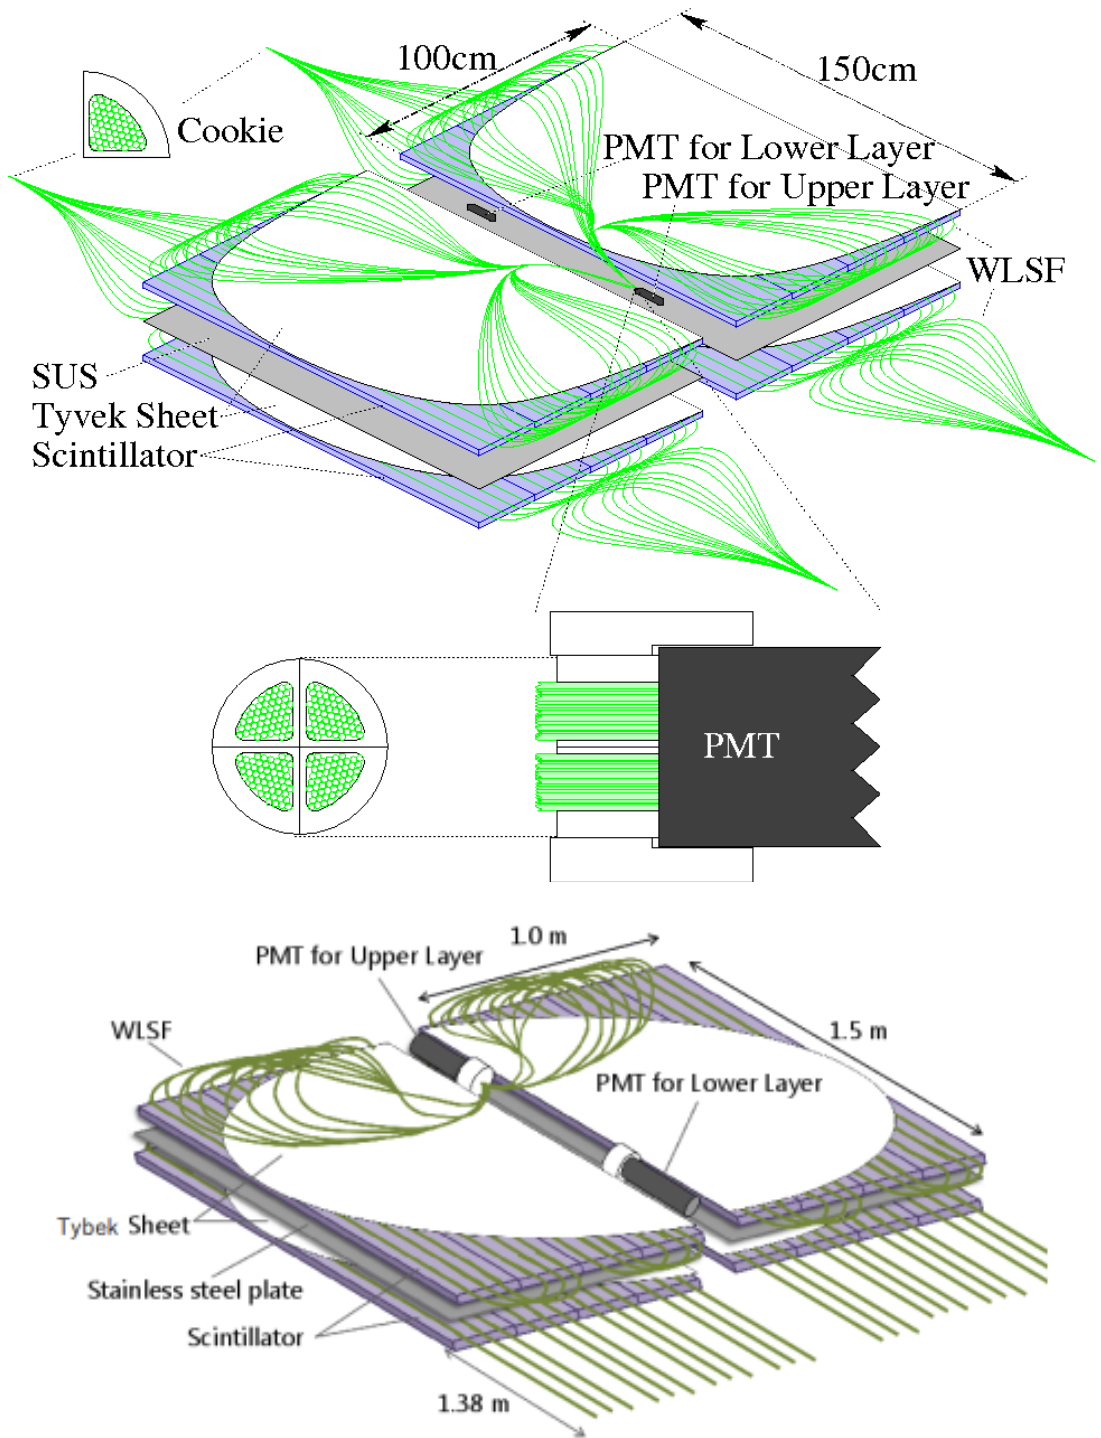 100cm
150cm
Cookie
PMT for Lower Layer
PMT for Upper Layer
WLSF
SUS
Tyvek Sheet
Scintillator
PMT
1.0 m
PMT for Upper Layer
WLSF
1.5 m
PMT for Lower Layer
Tybek Sheet
Stainless steel plate
Scintillator
1.38 m